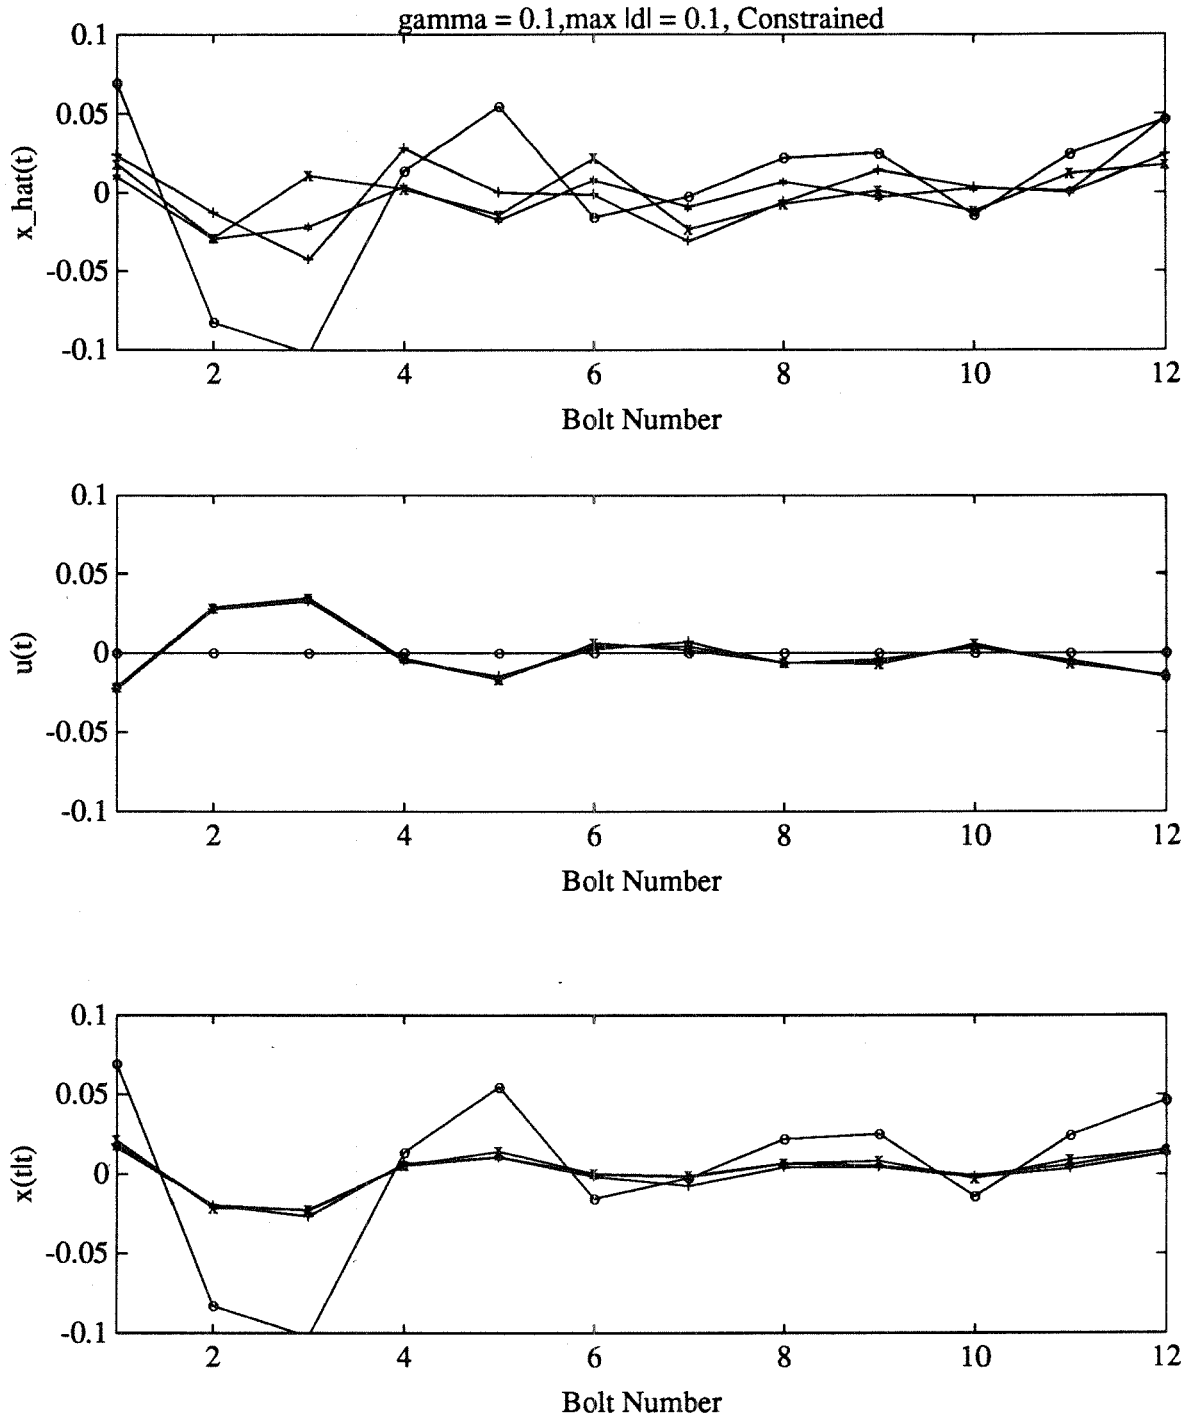 gamma = 0.1,max |d| = 0.1, Constrained
0.1
0.05
0
-0.05
-0.1
x_hat(t)
2 4 6 8 10 12
Bolt Number
0.1
0.05
0
-0.05
-0.1
u(t)
2 4 6 8 10 12
Bolt Number
0.1
0.05
0
-0.05
-0.1
x(t|t)
2 4 6 8 10 12
Bolt Number